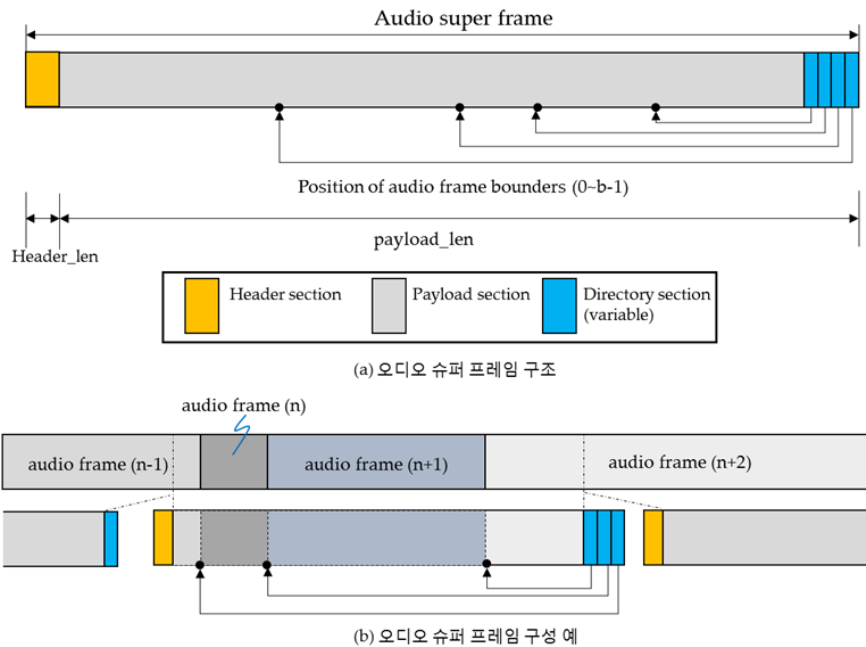 Audio super frame
Position of audio frame bounders (0~b-1)
Header_len
payload_len
Header section
Payload section
Directory section
(variable)
(a) 오디오 슈퍼 프레임 구조
audio frame (n)
audio frame (n-1)
audio frame (n+1)
audio frame (n+2)
(b) 오디오 슈퍼 프레임 구성 예